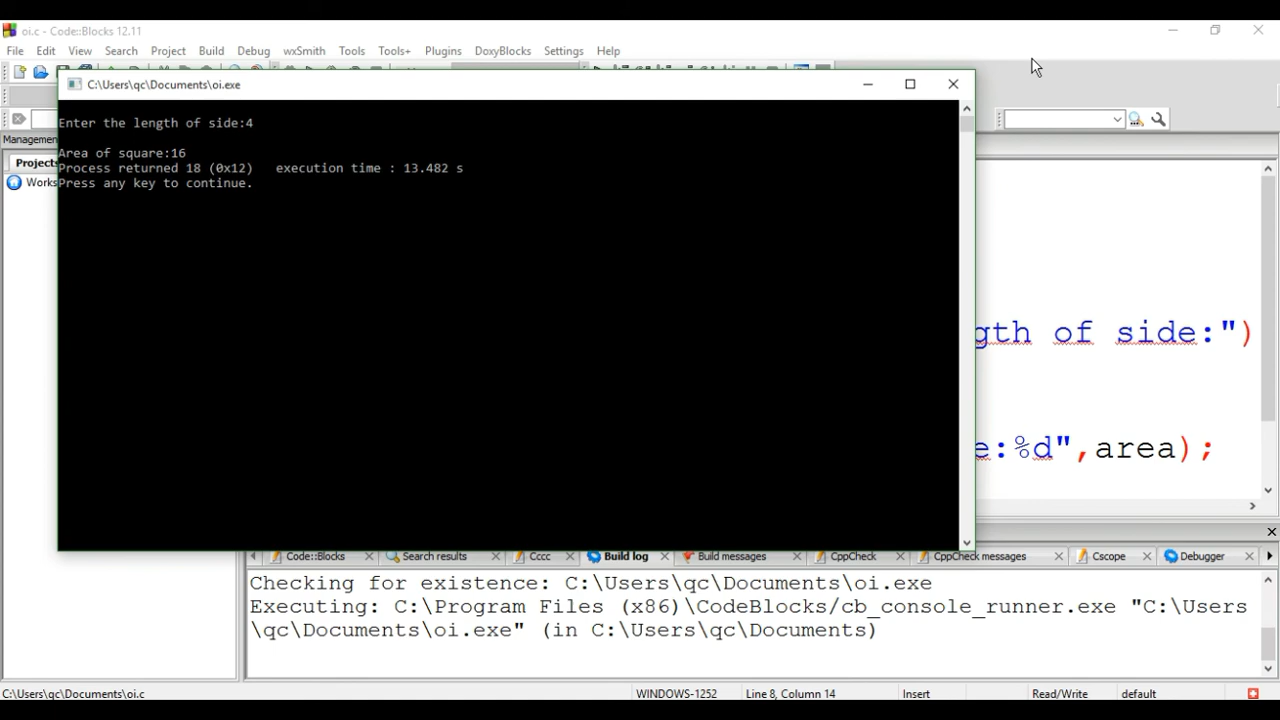 oi.c - Code::Blocks 12.11
File Edit View Search Project Build Debug wxSmith Tools Tools+ Plugins DoxyBlocks Settings Help
C:\Users\qc\Documents\oi.exe
Enter the length of side:4
Management
Area of square:16
Projects
Process returned 18 (0x12)   execution time : 13.482 s
Works
Press any key to continue.
gth of side:")
e:%d",area);
Code::Blocks Search results Cccc Build log Build messages CppCheck CppCheck messages Cscope Debugger
Checking for existence: C:\Users\qc\Documents\oi.exe
Executing: C:\Program Files (x86)\CodeBlocks/cb_console_runner.exe "C:\Users
\qc\Documents\oi.exe" (in C:\Users\qc\Documents)
C:\Users\qc\Documents\oi.c WINDOWS-1252 Line 8, Column 14 Insert Read/Write default